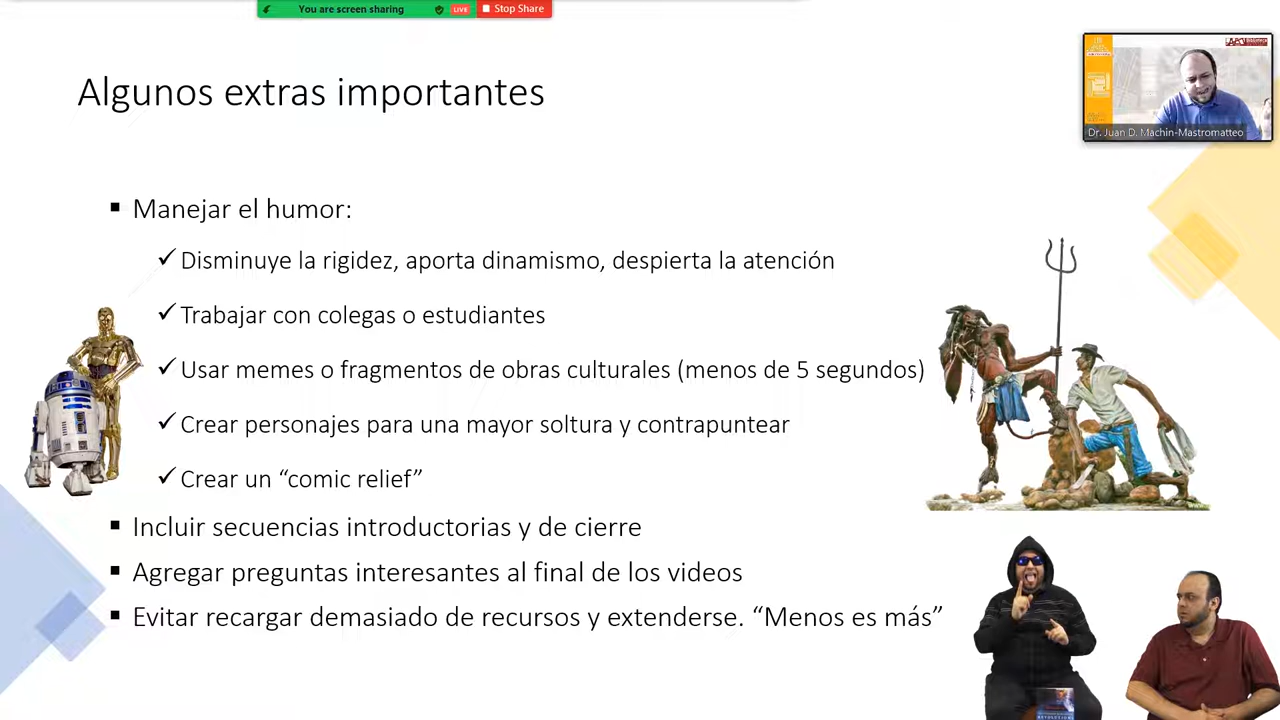 You are screen sharing
LIVE
Stop Share
Algunos extras importantes
Dr. Juan D. Machin-Mastromatteo
Manejar el humor:
Disminuye la rigidez, aporta dinamismo, despierta la atención
Trabajar con colegas o estudiantes
Usar memes o fragmentos de obras culturales (menos de 5 segundos)
Crear personajes para una mayor soltura y contrapuntear
Crear un “comic relief”
Incluir secuencias introductorias y de cierre
Agregar preguntas interesantes al final de los videos
Evitar recargar demasiado de recursos y extenderse. “Menos es más”